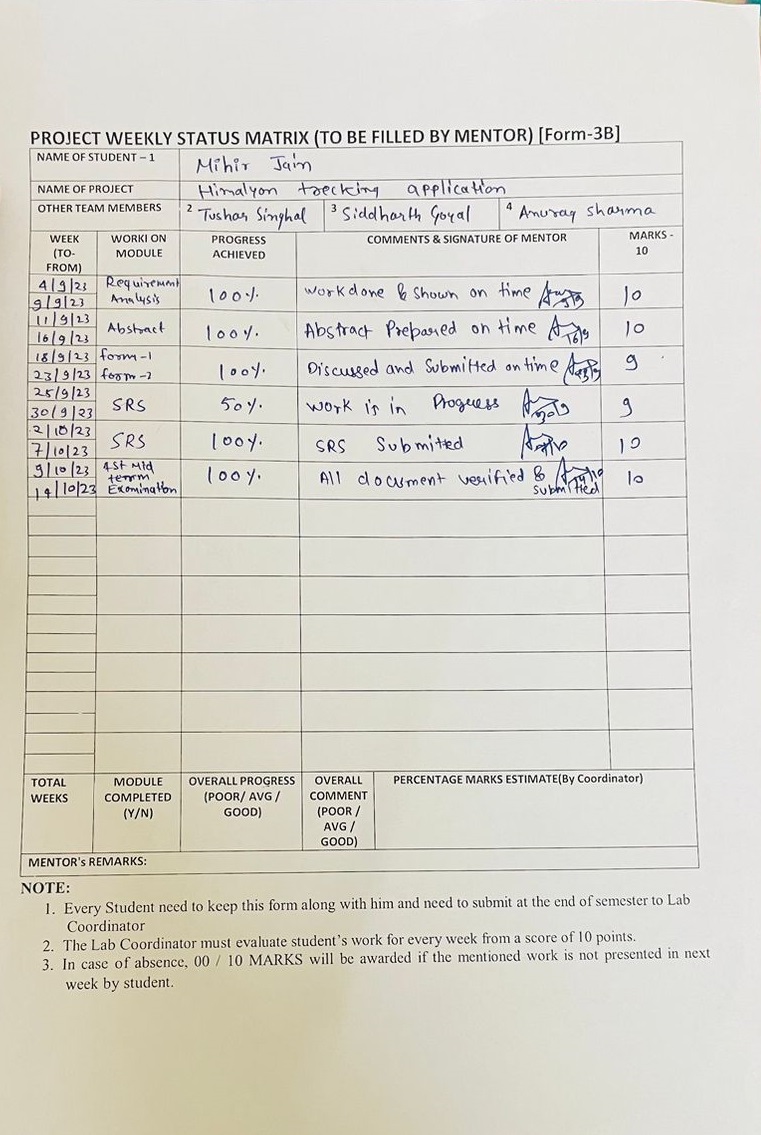 PROJECT WEEKLY STATUS MATRIX (TO BE FILLED BY MENTOR) [Form-3B]
NAME OF STUDENT – 1 Mihir Jain
NAME OF PROJECT Himalyon trecking application
OTHER TEAM MEMBERS 2 Tushar Singhal 3 Siddharth Goyal 4 Anurag sharma
WEEK (TO-FROM) WORKI ON MODULE PROGRESS ACHIEVED COMMENTS & SIGNATURE OF MENTOR MARKS - 10
4/9/23 9/9/23 Requirement Analysis 100% Work done & Shown on time 10
11/9/23 16/9/23 Abstract 100% Abstract Prepared on time 10
18/9/23 23/9/23 form-1 form-2 100% Discussed and Submitted on time 9
25/9/23 30/9/23 SRS 50% Work is in Progress 9
2/10/23 7/10/23 SRS 100% SRS Submited 10
9/10/23 14/10/23 1st Mid term Examination 100% All document verified & submitted 10
TOTAL WEEKS MODULE COMPLETED (Y/N) OVERALL PROGRESS (POOR/ AVG / GOOD) OVERALL COMMENT (POOR / AVG / GOOD) PERCENTAGE MARKS ESTIMATE(By Coordinator)
MENTOR's REMARKS:
NOTE:
1. Every Student need to keep this form along with him and need to submit at the end of semester to Lab
Coordinator
2. The Lab Coordinator must evaluate student's work for every week from a score of 10 points.
3. In case of absence, 00 / 10 MARKS will be awarded if the mentioned work is not presented in next
week by student.